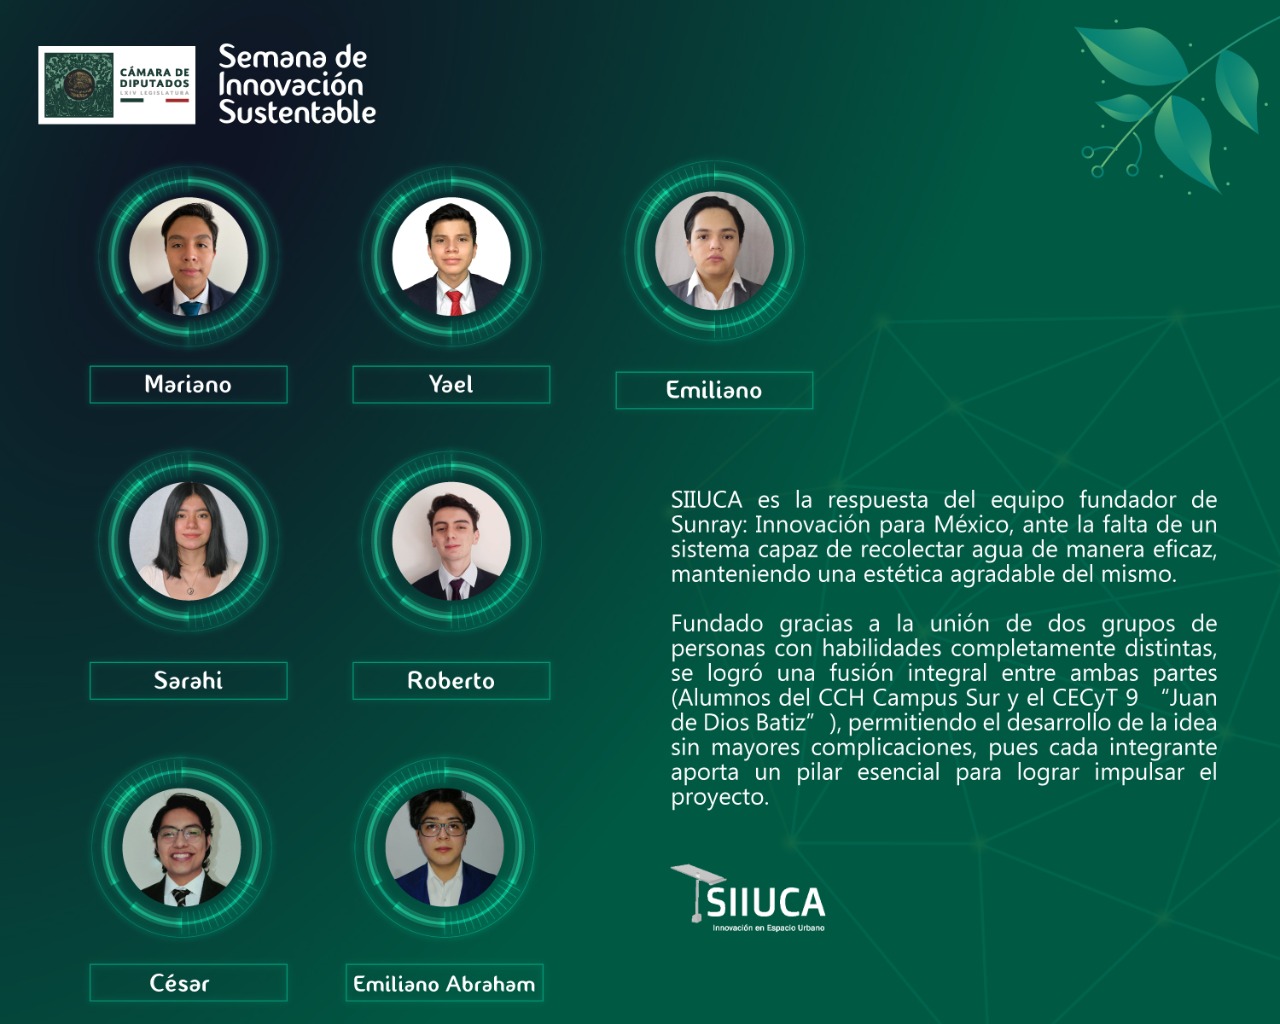 CÁMARA DE
DIPUTADOS
LXIV LEGISLATURA
Semana de
Innovación
Sustentable
Mariano
Yael
Emiliano
Sarahi
Roberto
César
Emiliano Abraham
SIIUCA es la respuesta del equipo fundador de
Sunray: Innovación para México, ante la falta de un
sistema capaz de recolectar agua de manera eficaz,
manteniendo una estética agradable del mismo.
Fundado gracias a la unión de dos grupos de
personas con habilidades completamente distintas,
se logró una fusión integral entre ambas partes
(Alumnos del CCH Campus Sur y el CECyT 9 “Juan
de Dios Batiz” ), permitiendo el desarrollo de la idea
sin mayores complicaciones, pues cada integrante
aporta un pilar esencial para lograr impulsar el
proyecto.
SIIUCA
Innovación en Espacio Urbano